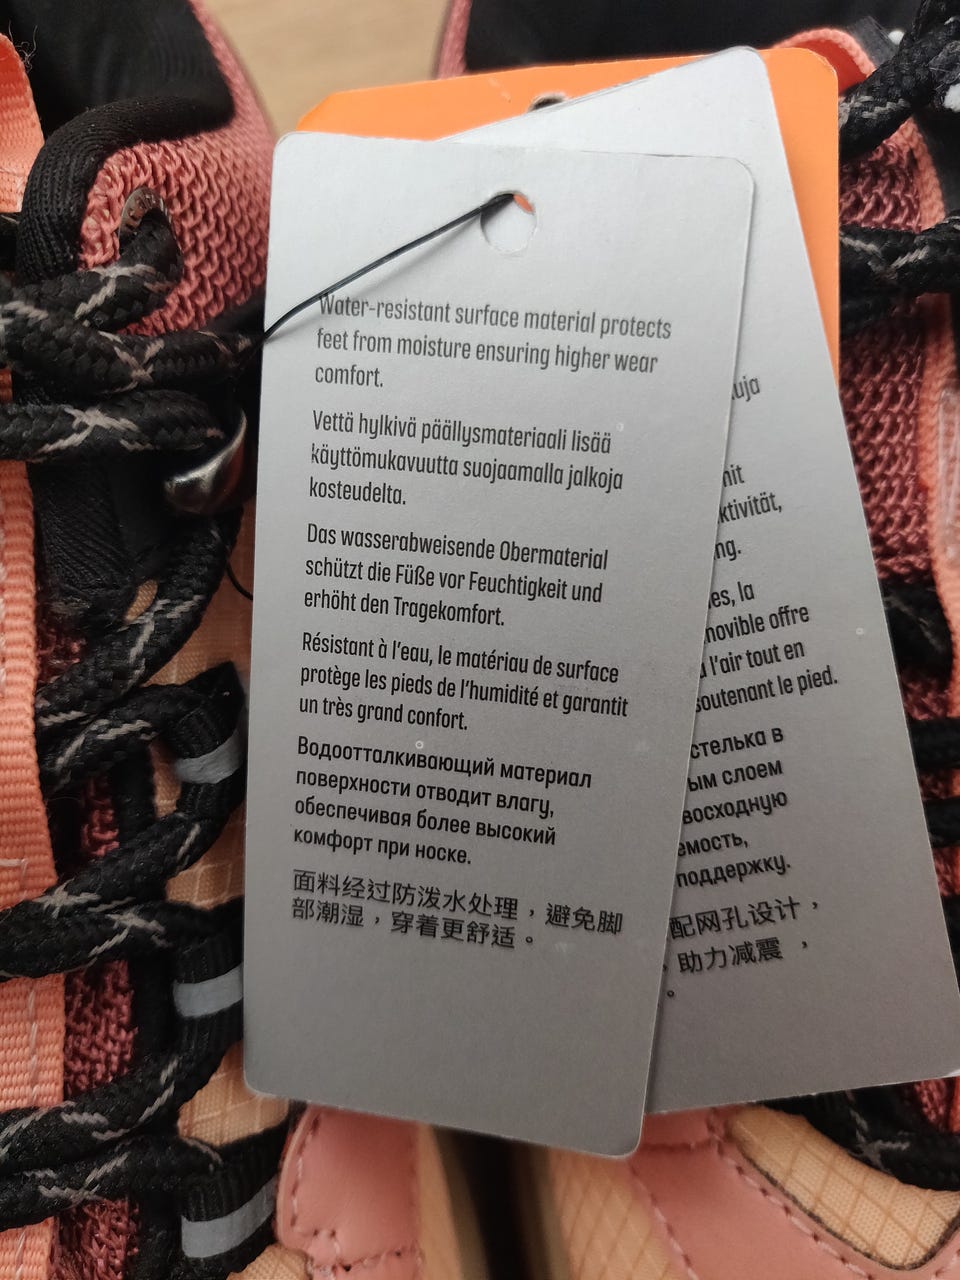 Water-resistant surface material protects
feet from moisture ensuring higher wear
comfort.
Vettä hylkivä päällysmateriaali lisää
käyttömukavuutta suojaamalla jalkoja
kosteudelta.
Das wasserabweisende Obermaterial
schützt die Füße vor Feuchtigkeit und
erhöht den Tragekomfort.
Résistant à l'eau, le matériau de surface
protège les pieds de l'humidité et garantit
un très grand confort.
Водоотталкивающий материал
поверхности отводит влагу,
обеспечивая более высокий
комфорт при носке.
面料经过防泼水处理，避免脚
部潮湿，穿着更舒适。
uja
mit
ktivität,
ng.
es, la
movible offre
l'air tout en
soutenant le pied.
стелька в
ым слоем
восходную
емость,
поддержку.
配网孔设计，
，助力减震，
。